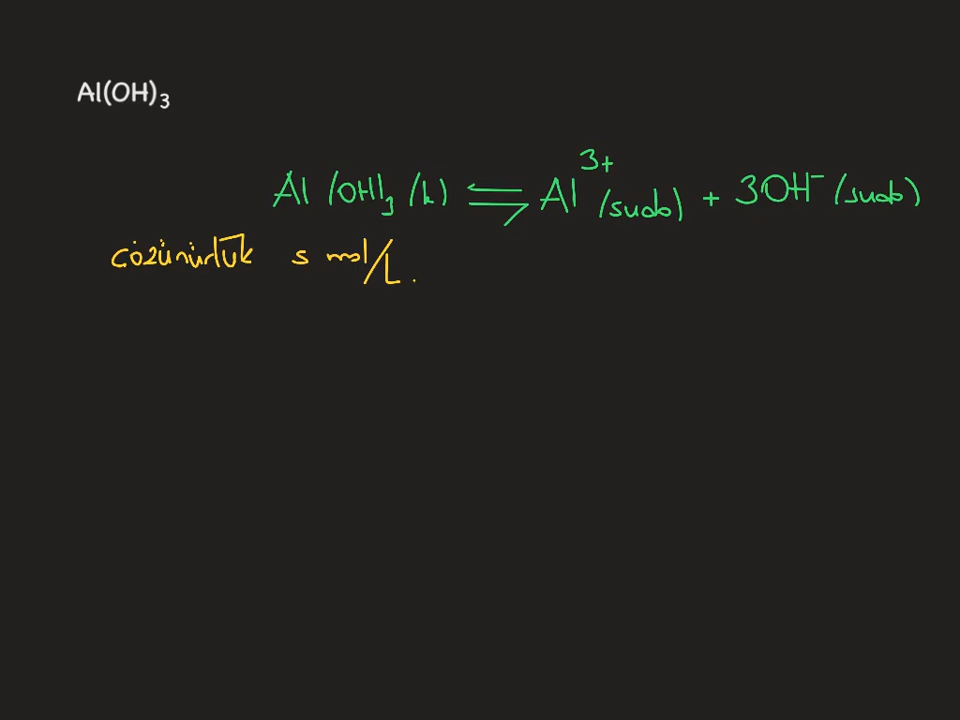 Al(OH)₃
Al(OH)₃(k) ⇌ Al³⁺(suda) + 3OH⁻(suda)
çözünürlük s mol/L.